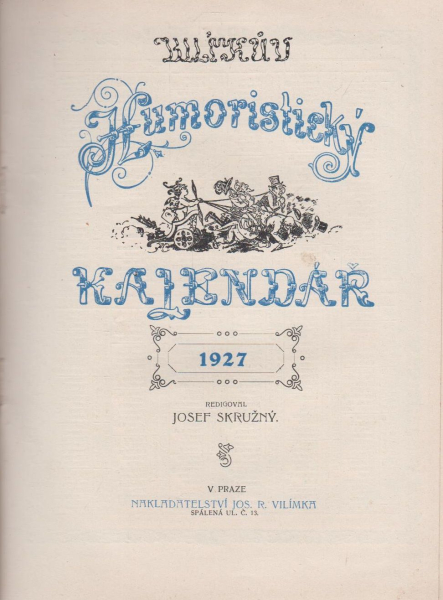 VILÍMKŮV
Humoristický
KALENDÁŘ
1927
REDIGOVAL
JOSEF SKRUŽNÝ.
V PRAZE
NAKLADATELSTVÍ JOS. R. VILÍMKA
SPÁLENÁ UL. Č. 13.